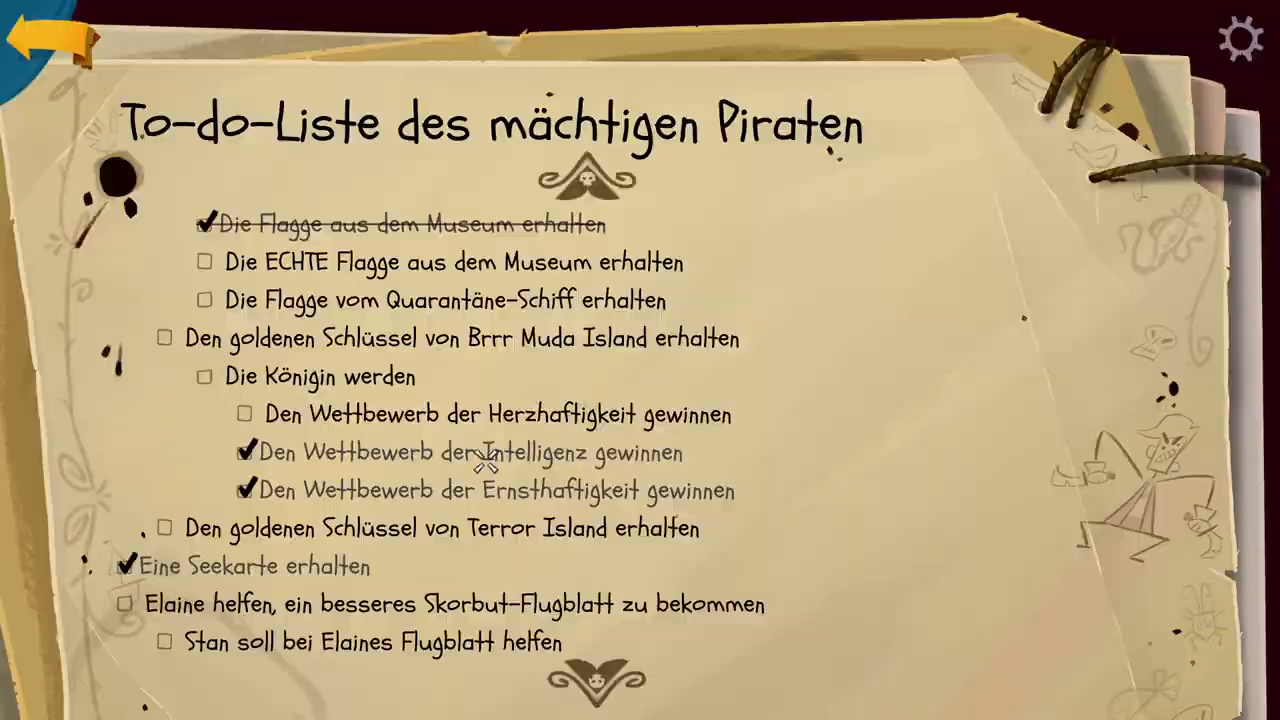 To-do-Liste des mächtigen Piraten
Die Flagge aus dem Museum erhalten
Die ECHTE Flagge aus dem Museum erhalten
Die Flagge vom Quarantäne-Schiff erhalten
Den goldenen Schlüssel von Brrr Muda Island erhalten
Die Königin werden
Den Wettbewerb der Herzhaftigkeit gewinnen
Den Wettbewerb der Intelligenz gewinnen
Den Wettbewerb der Ernsthaftigkeit gewinnen
Den goldenen Schlüssel von Terror Island erhalten
Eine Seekarte erhalten
Elaine helfen, ein besseres Skorbut-Flugblatt zu bekommen
Stan soll bei Elaines Flugblatt helfen